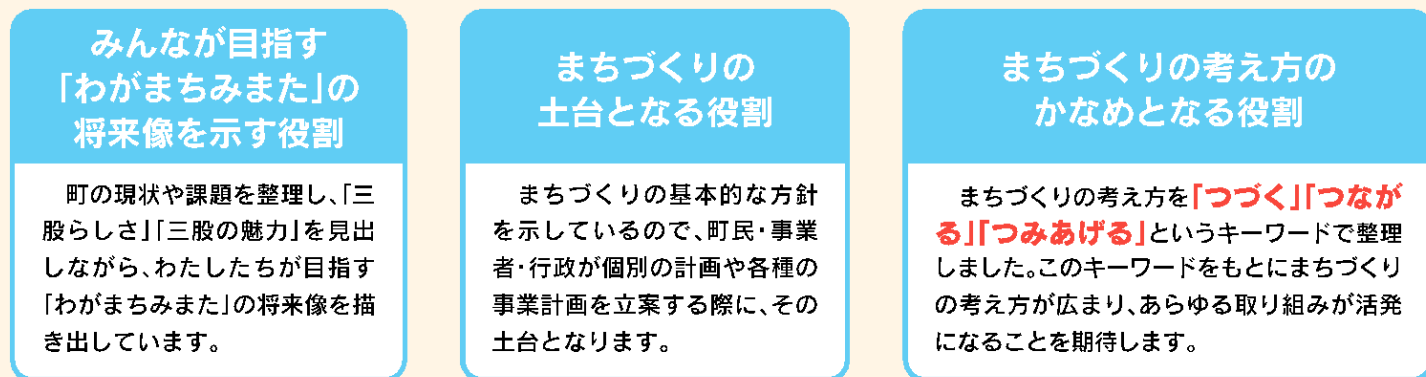 みんなが目指す
「わがまちみまた」の
将来像を示す役割
町の現状や課題を整理し、「三
股らしさ」「三股の魅力」を見出
しながら、わたしたちが目指す
「わがまちみまた」の将来像を描
き出しています。
まちづくりの
土台となる役割
まちづくりの基本的な方針
を示しているので、町民・事業
者・行政が個別の計画や各種の
事業計画を立案する際に、その
土台となります。
まちづくりの考え方の
かなめとなる役割
まちづくりの考え方を「つづく」「つなが
る」「つみあげる」というキーワードで整理
しました。このキーワードをもとにまちづくり
の考え方が広まり、あらゆる取り組みが活発
になることを期待します。